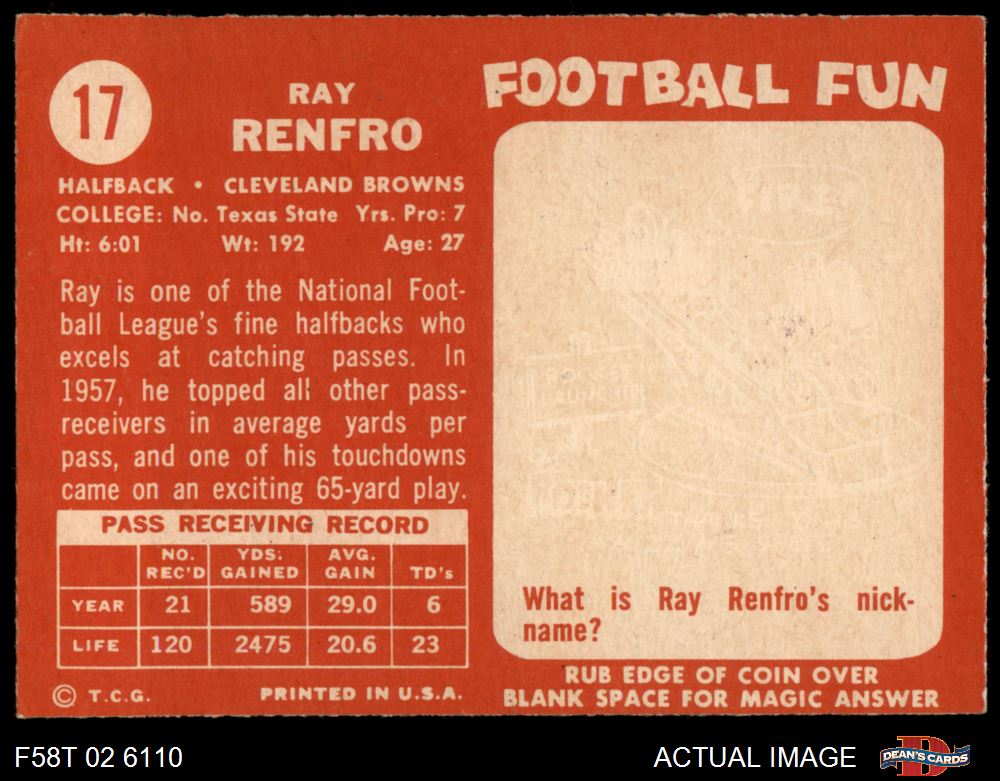 17
RAY
RENFRO
HALFBACK • CLEVELAND BROWNS
COLLEGE: No. Texas State Yrs. Pro: 7
Ht: 6:01 Wt: 192 Age: 27
Ray is one of the National Foot-
ball League's fine halfbacks who
excels at catching passes. In
1957, he topped all other pass-
receivers in average yards per
pass, and one of his touchdowns
came on an exciting 65-yard play.
PASS RECEIVING RECORD
NO. REC'D YDS. GAINED AVG. GAIN TD's
YEAR 21 589 29.0 6
LIFE 120 2475 20.6 23
© T.C.G. PRINTED IN U.S.A.
FOOTBALL FUN
FIRE
ROCKET
LAUNCHER
What is Ray Renfro's nick-
name?
RUB EDGE OF COIN OVER
BLANK SPACE FOR MAGIC ANSWER
F58T 02 6110
ACTUAL IMAGE
D
DEAN'S CARDS